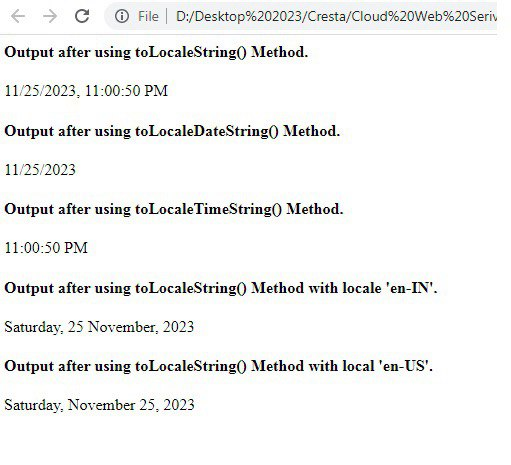 File D:/Desktop%202023/Cresta/Cloud%20Web%20Seriv
Output after using toLocaleString() Method.
11/25/2023, 11:00:50 PM
Output after using toLocaleDateString() Method.
11/25/2023
Output after using toLocaleTimeString() Method.
11:00:50 PM
Output after using toLocaleString() Method with locale 'en-IN'.
Saturday, 25 November, 2023
Output after using toLocaleString() Method with local 'en-US'.
Saturday, November 25, 2023